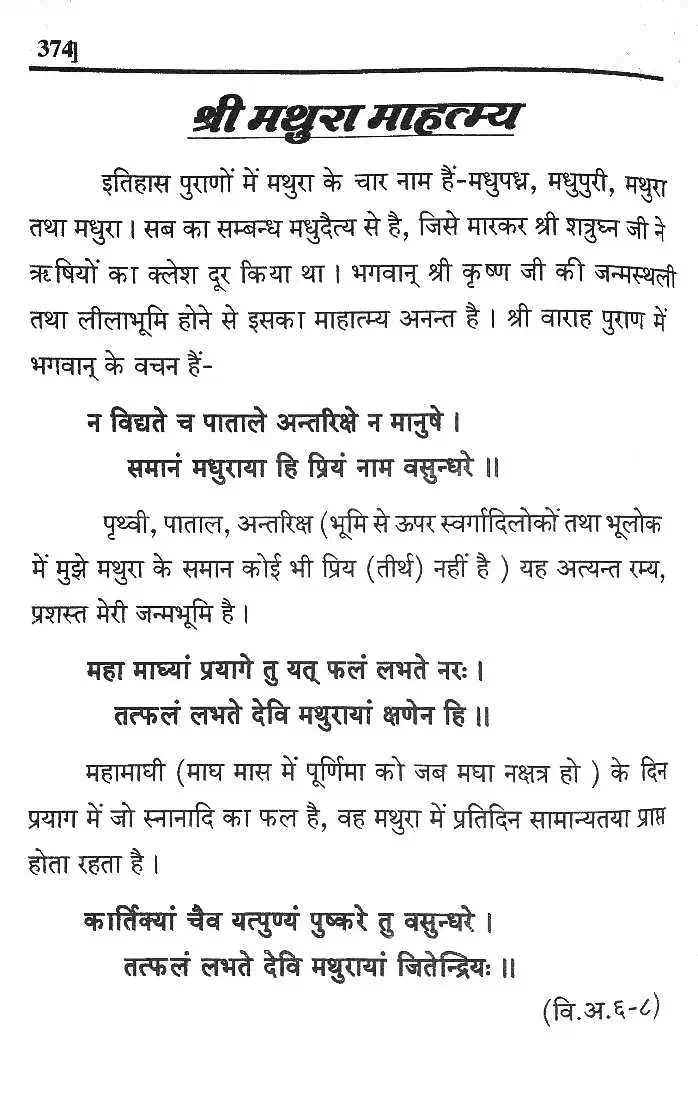 374]
श्री मथुरा माहत्म्य
इतिहास पुराणों में मथुरा के चार नाम हैं-मधुपघ्न, मधुपुरी, मथुरा
तथा मधुरा । सब का सम्बन्ध मधुदैत्य से है, जिसे मारकर श्री शत्रुघ्न जी ने
ऋषियों का क्लेश दूर किया था । भगवान् श्री कृष्ण जी की जन्मस्थली
तथा लीलाभूमि होने से इसका माहात्म्य अनन्त है । श्री वाराह पुराण में
भगवान् के वचन हैं-
न विद्यते च पाताले अन्तरिक्षे न मानुषे ।
समानं मधुराया हि प्रियं नाम वसुन्धरे ॥
पृथ्वी, पाताल, अन्तरिक्ष (भूमि से ऊपर स्वर्गादिलोकों तथा भूलोक
में मुझे मथुरा के समान कोई भी प्रिय (तीर्थ) नहीं है ) यह अत्यन्त रम्य,
प्रशस्त मेरी जन्मभूमि है ।
महा माघ्यां प्रयागे तु यत् फलं लभते नरः ।
तत्फलं लभते देवि मथुरायां क्षणेन हि ॥
महामाघी (माघ मास में पूर्णिमा को जब मघा नक्षत्र हो ) के दिन
प्रयाग में जो स्नानादि का फल है, वह मथुरा में प्रतिदिन सामान्यतया प्राप्त
होता रहता है ।
कार्तिक्यां चैव यत्पुण्यं पुष्करे तु वसुन्धरे ।
तत्फलं लभते देवि मथुरायां जितेन्द्रियः ॥
(वि.अ.६-८)